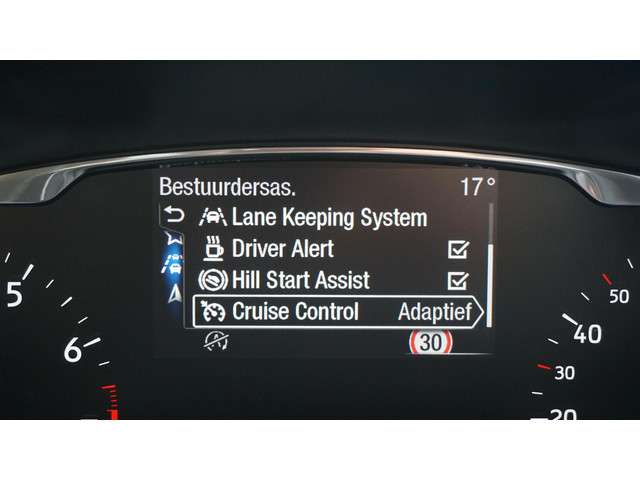 Bestuurdersas. 17°
Lane Keeping System
Driver Alert
Hill Start Assist
Cruise Control Adaptief
A 30
5
6
50
40
30
20